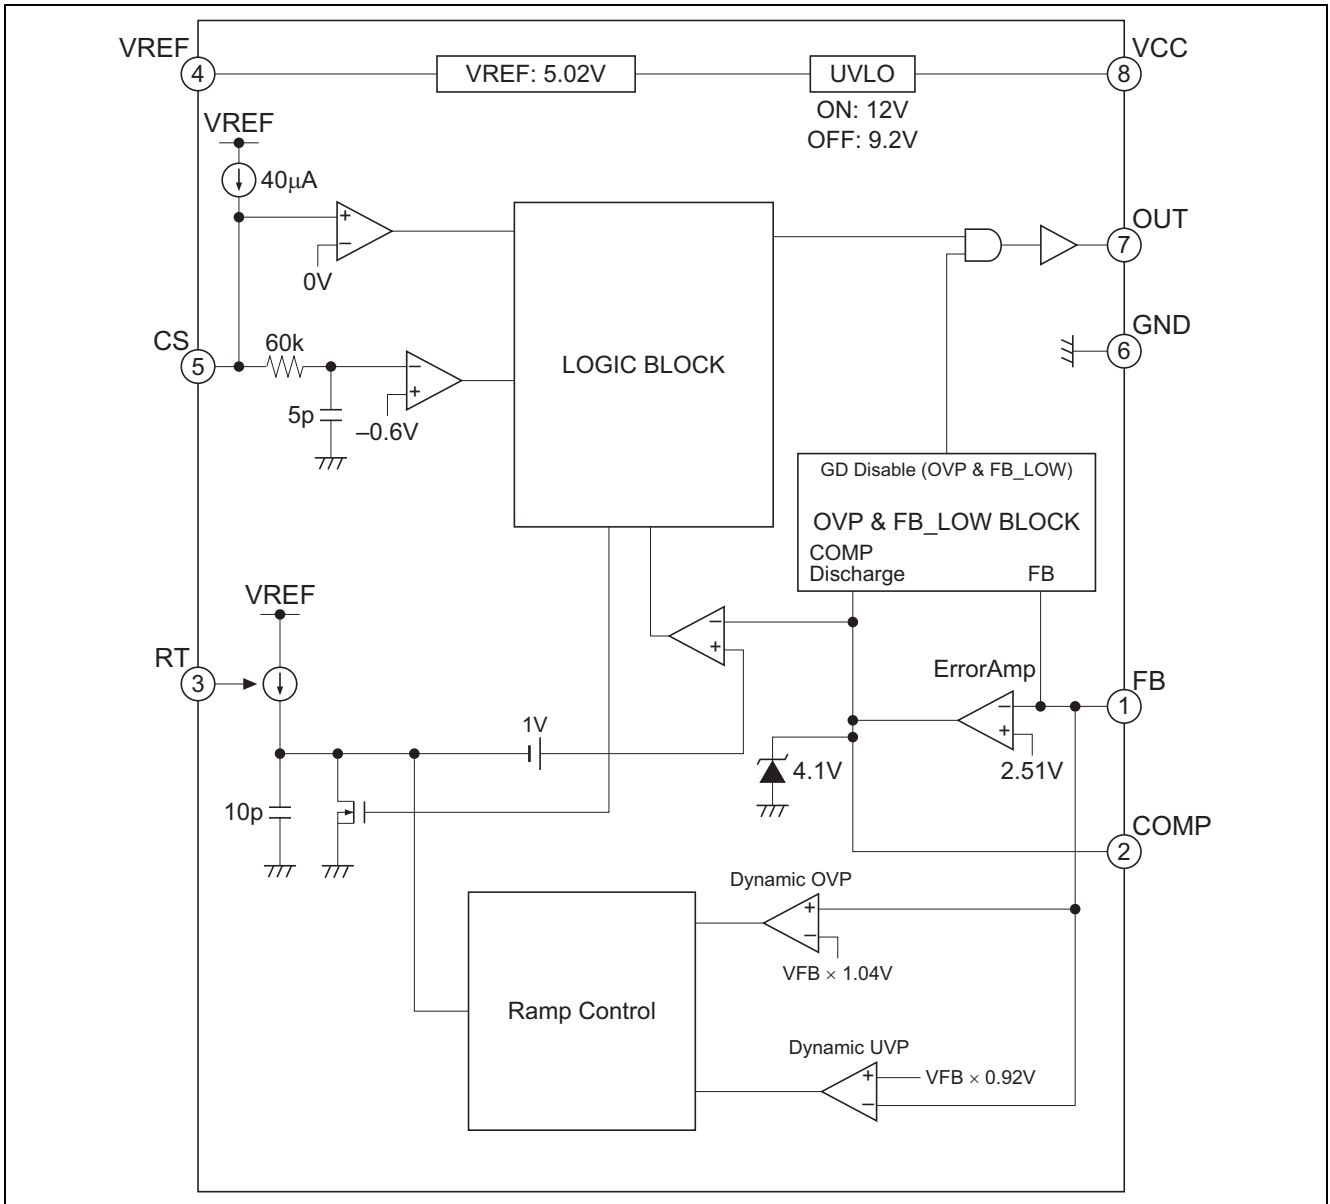 VREF
4
VREF: 5.02V
UVLO
ON: 12V
OFF: 9.2V
VCC
8
VREF
40μA
+
−
0V
OUT
7
GND
6
CS
5
60k
5p
−
+
–0.6V
LOGIC BLOCK
GD Disable (OVP & FB_LOW)
OVP & FB_LOW BLOCK
COMP
Discharge
FB
VREF
RT
3
−
+
ErrorAmp
−
+
2.51V
FB
1
1V
4.1V
10p
COMP
2
Dynamic OVP
+
−
VFB × 1.04V
Ramp Control
Dynamic UVP
+
−
VFB × 0.92V